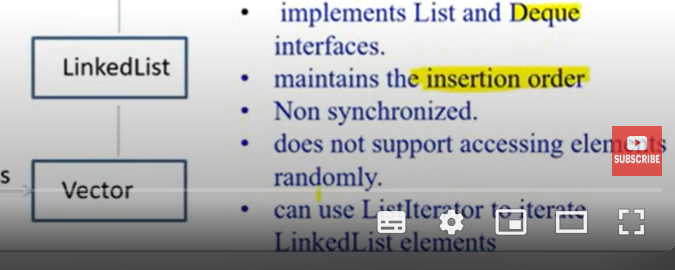 • implements List and Deque
interfaces.
LinkedList
• maintains the insertion order
• Non synchronized.
• does not support accessing elements
randomly.
SUBSCRIBE
s
Vector
• can use ListIterator to iterate
LinkedList elements